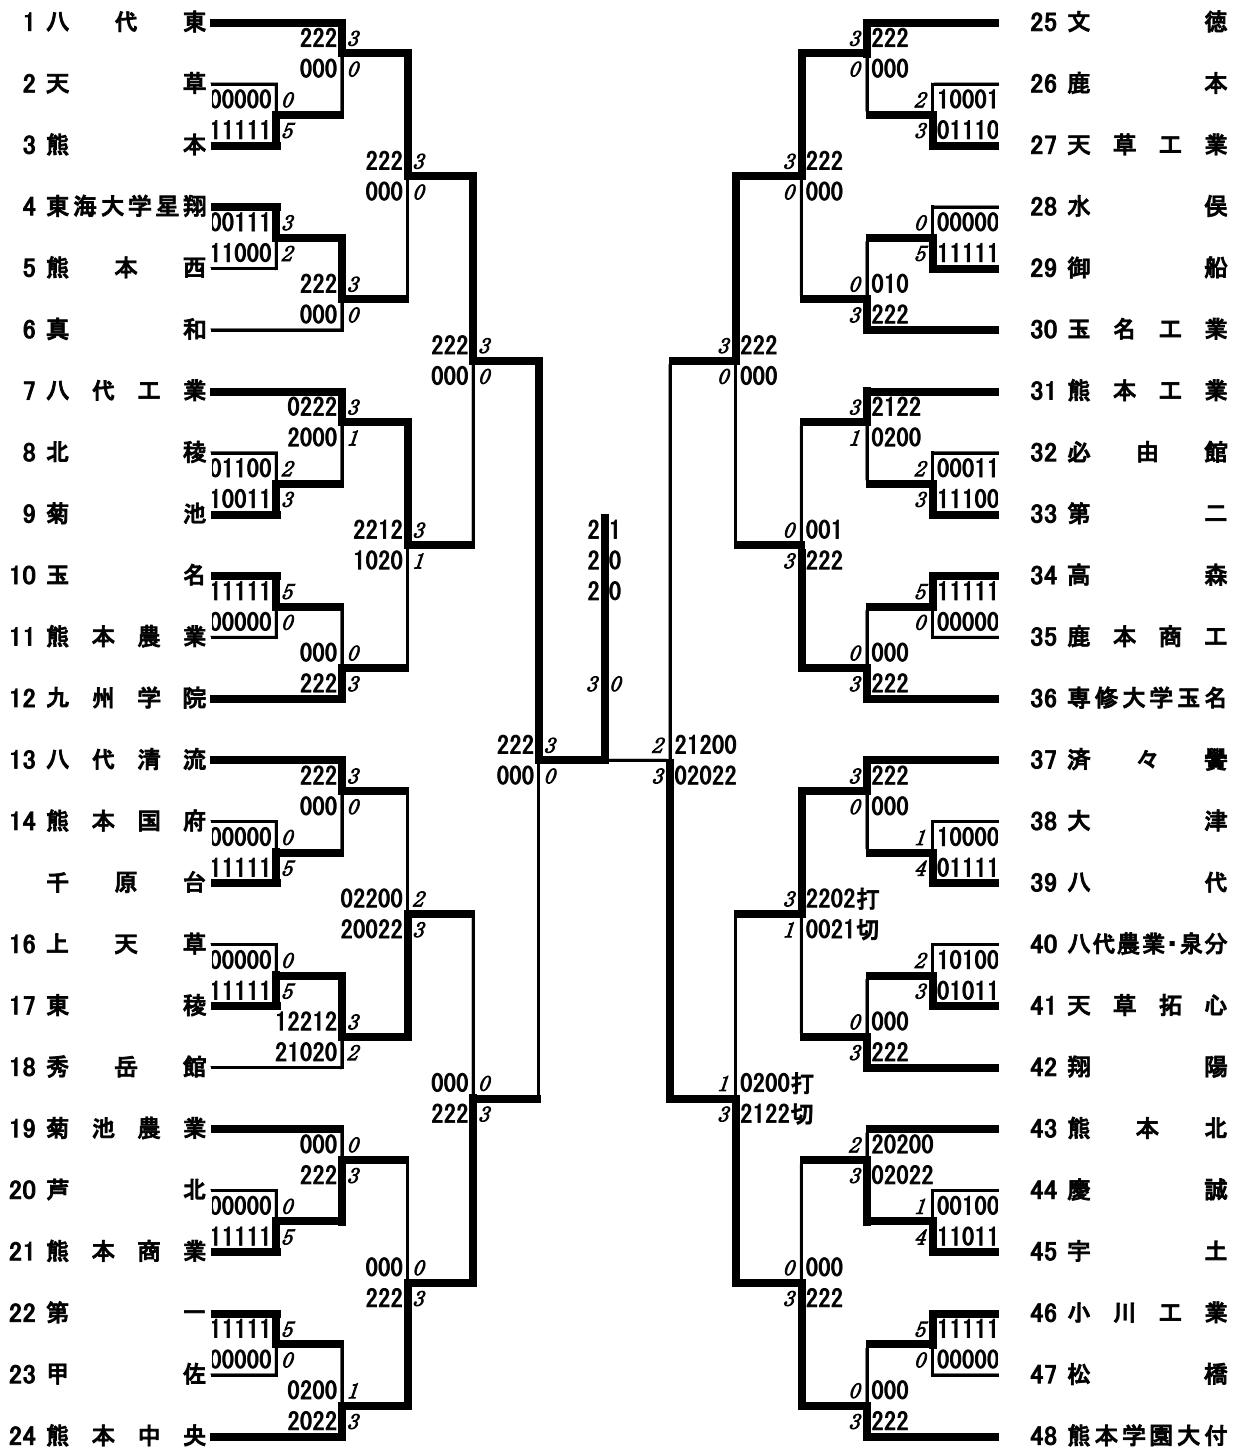 1 八代東
222 3
000 0
2 天草
00000 0
11111 5
3 熊本
222 3
000 0
4 東海大学星翔
00111 3
11000 2
5 熊本西
222 3
000 0
6 真和
222 3
000 0
7 八代工業
0222 3
2000 1
8 北稜
01100 2
10011 3
9 菊池
2212 3
1020 1
10 玉名
11111 5
00000 0
11 熊本農業
000 0
222 3
12 九州学院
222 3
000 0
13 八代清流
222 3
000 0
14 熊本国府
00000 0
11111 5
千原台
02200 2
20022 3
16 上天草
00000 0
11111 5
17 東稜
12212 3
21020 2
18 秀岳館
000 0
222 3
19 菊池農業
000 0
222 3
20 芦北
00000 0
11111 5
21 熊本商業
000 0
222 3
22 第一
11111 5
00000 0
23 甲佐
0200 1
2022 3
24 熊本中央
2 1
2 0
2 0
3 0
25 文徳
3 222
0 000
26 鹿本
2 10001
3 01110
27 天草工業
3 222
0 000
28 水俣
0 00000
5 11111
29 御船
0 010
3 222
30 玉名工業
3 222
0 000
31 熊本工業
3 2122
1 0200
32 必由館
2 00011
3 11100
33 第二
0 001
3 222
34 高森
5 11111
0 00000
35 鹿本商工
0 000
3 222
36 専修大学玉名
2 21200
3 02022
37 済々黌
3 222
0 000
38 大津
1 10000
4 01111
39 八代
3 2202打
1 0021切
40 八代農業・泉分
2 10100
3 01011
41 天草拓心
0 000
3 222
42 翔陽
1 0200打
3 2122切
43 熊本北
2 20200
3 02022
44 慶誠
1 00100
4 11011
45 宇土
0 000
3 222
46 小川工業
5 11111
0 00000
47 松橋
0 000
3 222
48 熊本学園大付